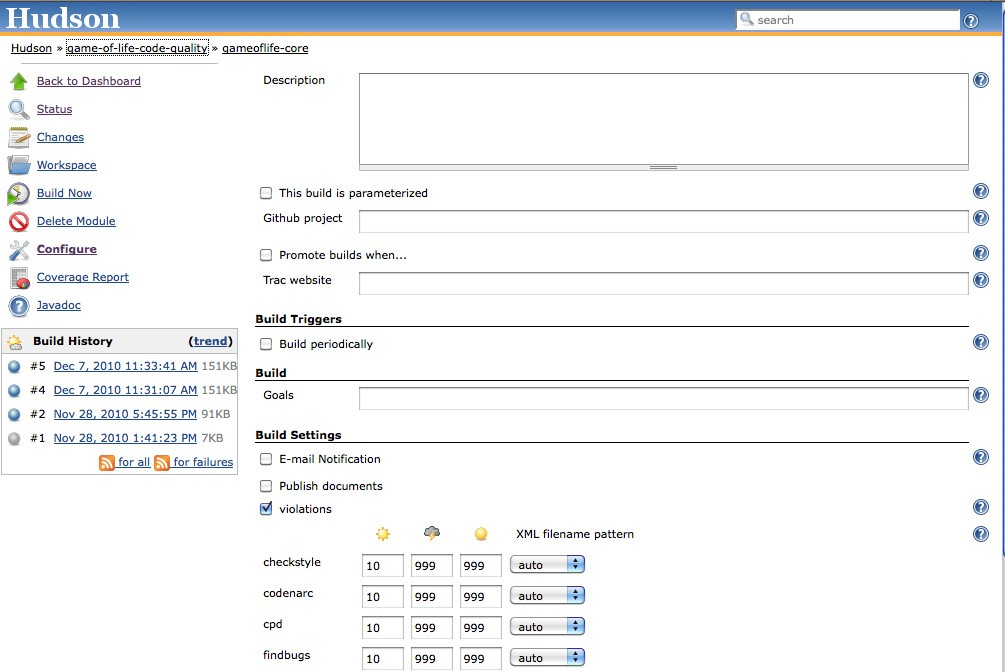 Hudson
search
Hudson » game-of-life-code-quality » gameoflife-core
Back to Dashboard
Status
Changes
Workspace
Build Now
Delete Module
Configure
Coverage Report
Javadoc
Build History (trend)
#5 Dec 7, 2010 11:33:41 AM 151KB
#4 Dec 7, 2010 11:31:07 AM 151KB
#2 Nov 28, 2010 5:45:55 PM 91KB
#1 Nov 28, 2010 1:41:23 PM 7KB
for all for failures
Description
This build is parameterized
Github project
Promote builds when...
Trac website
Build Triggers
Build periodically
Build
Goals
Build Settings
E-mail Notification
Publish documents
violations
XML filename pattern
checkstyle 10 999 999 auto
codenarc 10 999 999 auto
cpd 10 999 999 auto
findbugs 10 999 999 auto